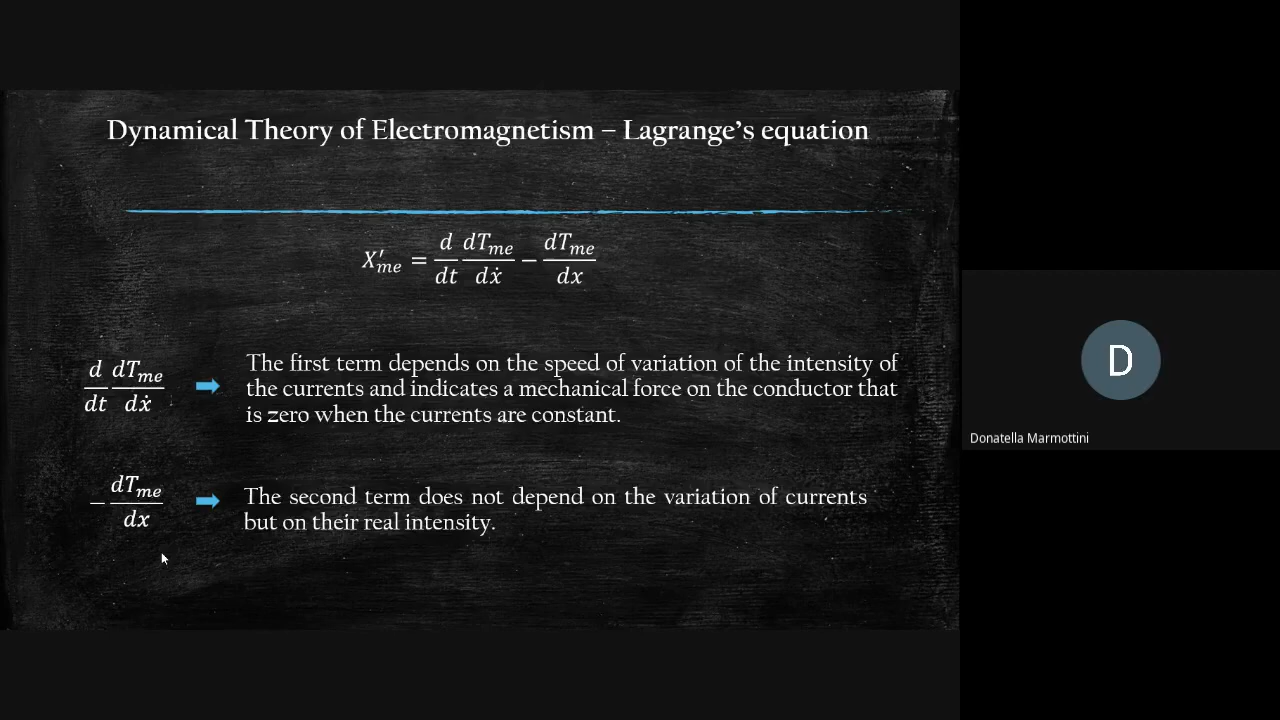 Dynamical Theory of Electromagnetism – Lagrange's equation
X'ₘₑ = d/dt dTₘₑ/dẋ − dTₘₑ/dx
d/dt dTₘₑ/dẋ
The first term depends on the speed of variation of the intensity of
the currents and indicates a mechanical force on the conductor that
is zero when the currents are constant.
− dTₘₑ/dx
The second term does not depend on the variation of currents
but on their real intensity.
D
Donatella Marmottini